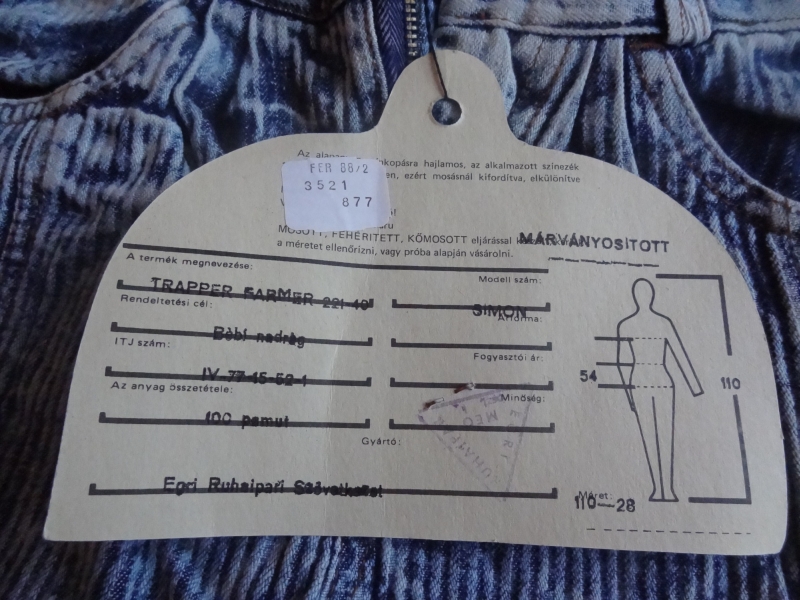 Az
kopásra hajlamos, az alkalmazott színezék
ezért mosásnál kifordítva, elkülönítve
FER 88/2
3521
877
MOSOTT, FEHÉRÍTETT, KŐMOSOTT eljárással
MÁRVÁNYOSÍTOTT
a méretet ellenőrizni, vagy próba alapján vásárolni.
A termék megnevezése:
Modell szám:
TRAPPER FARMER 221-40
SIMON
Rendeltetési cél:
Alforma:
Bébi nadrág
ITJ szám:
Fogyasztói ár:
IV 77-15-52-1
54
110
Az anyag összetétele:
Minőség:
100 pamut
MEO
Gyártó:
Egri Ruhaipari Szövetkezet
Méret:
110—28